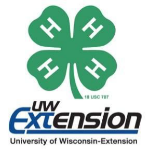 H H
H H
18 USC 707
UW
Extension
University of Wisconsin-Extension